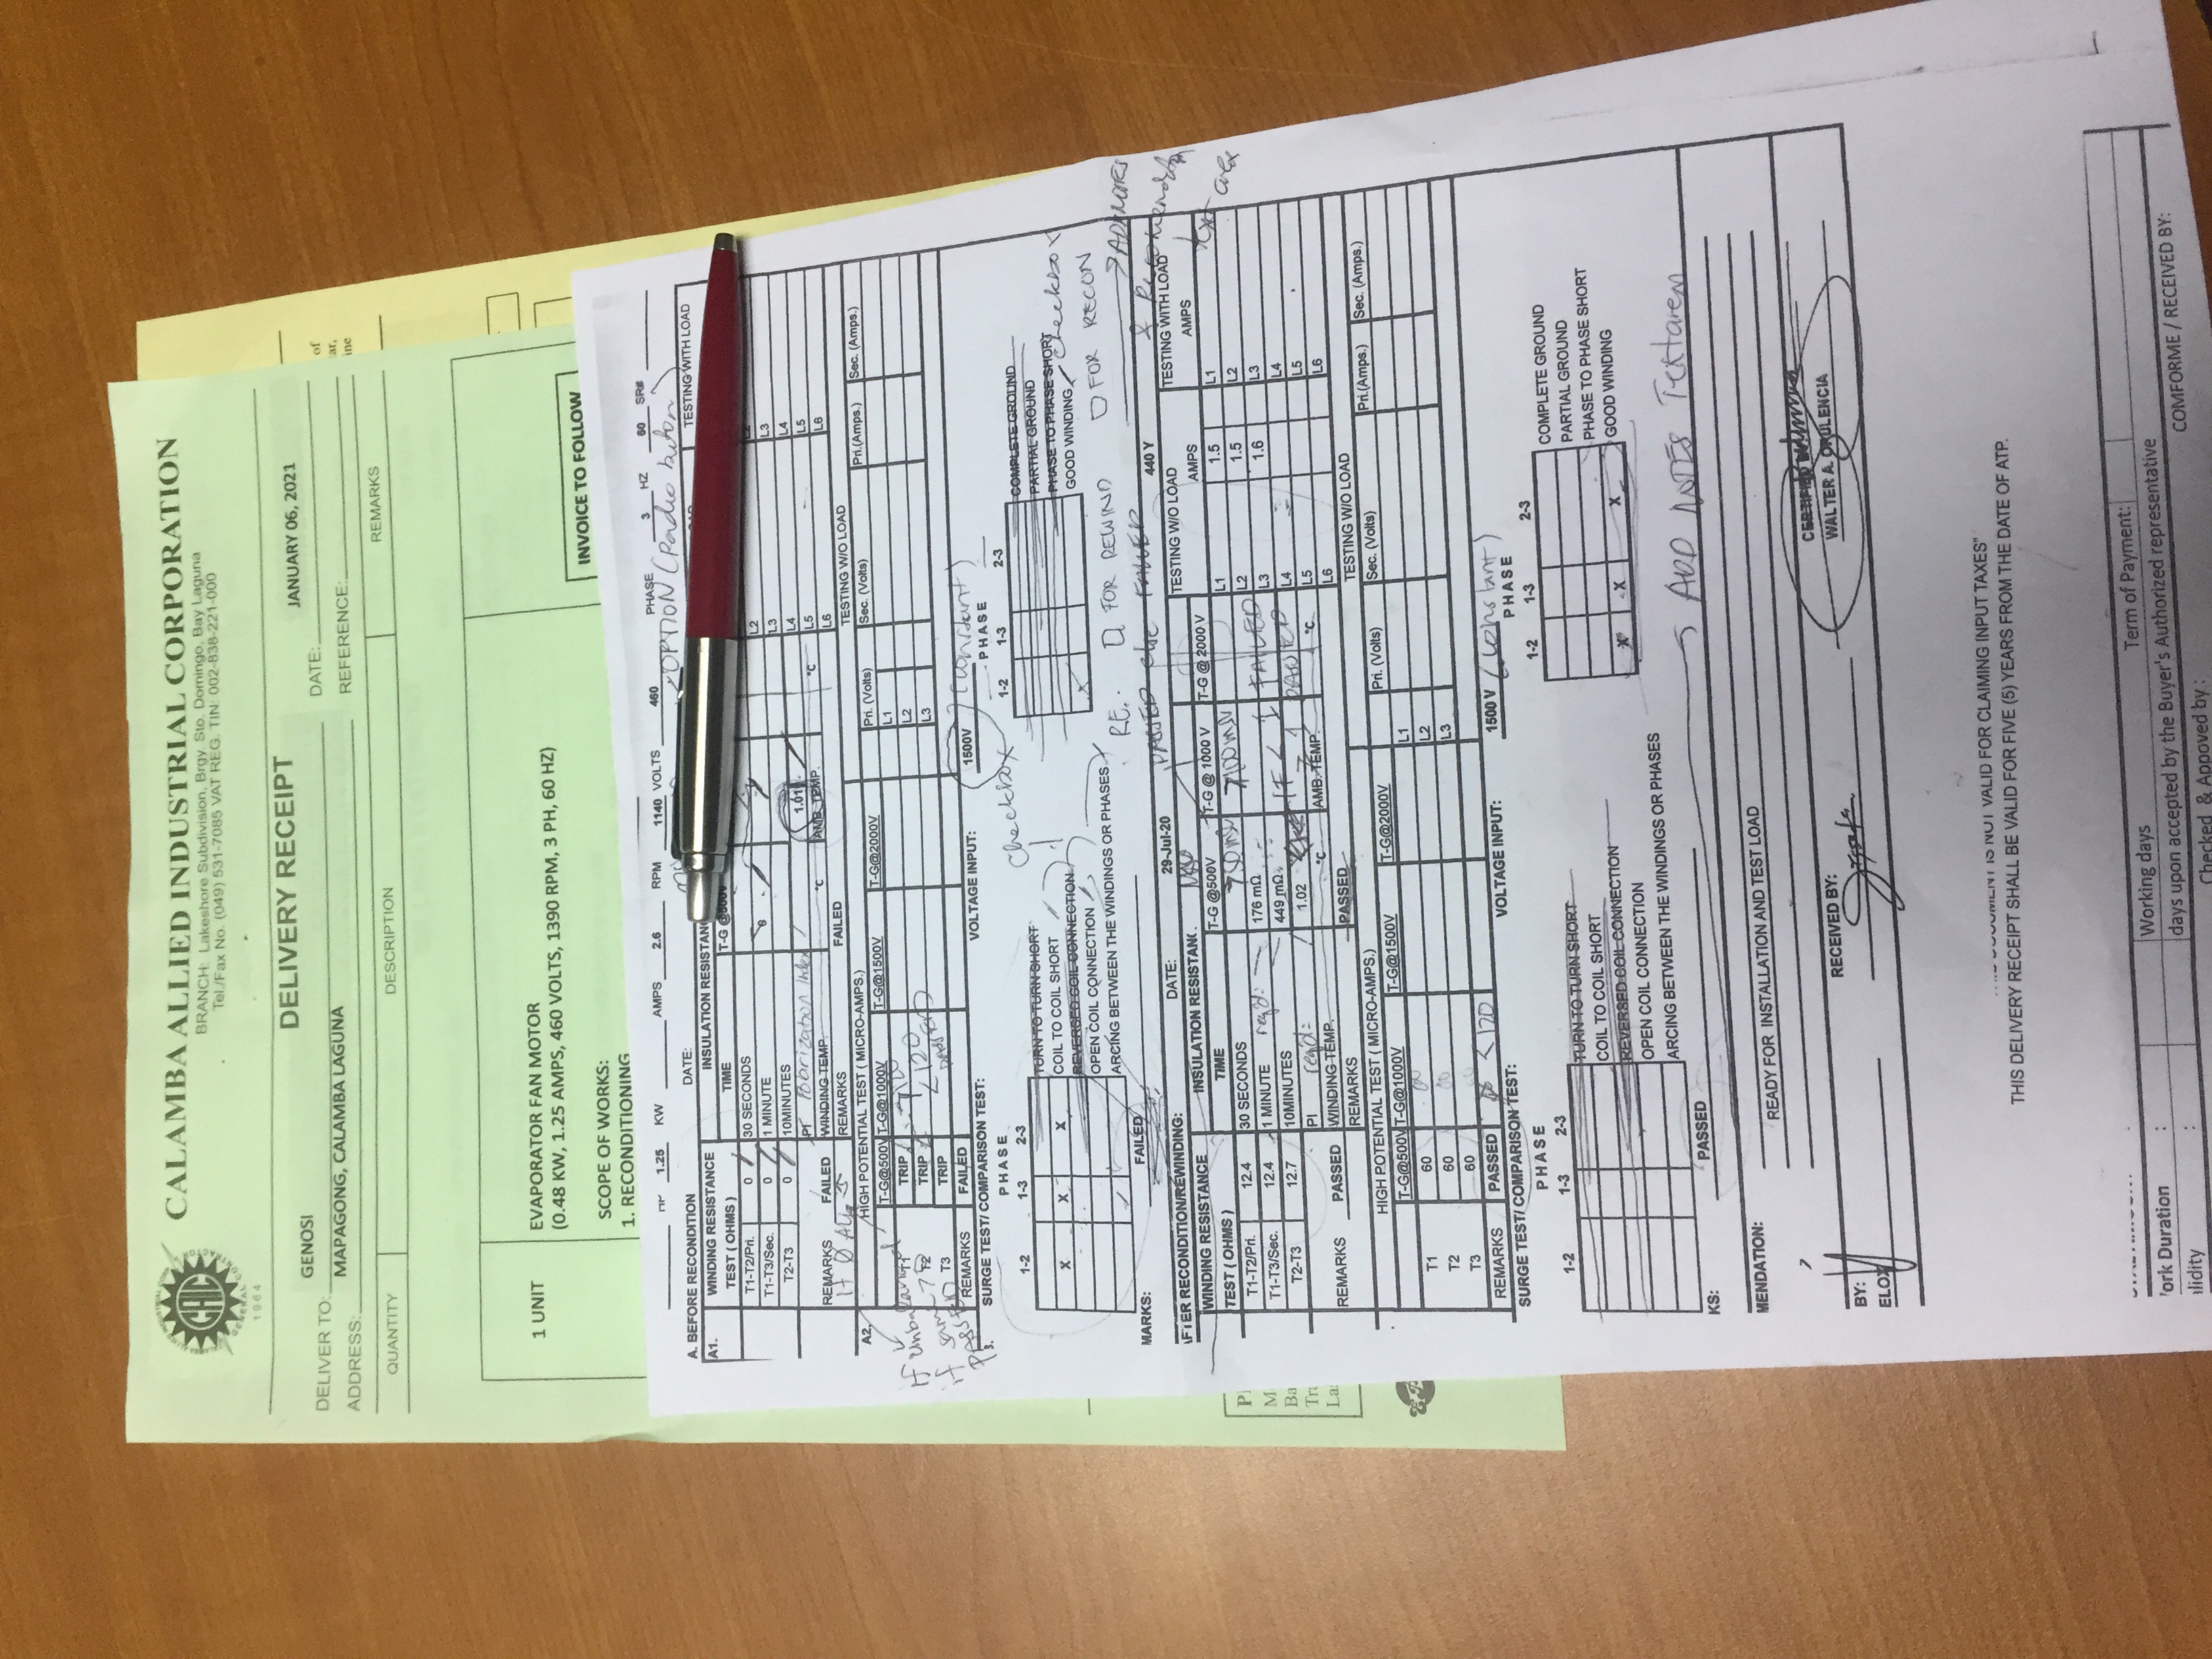 CALAMBA ALLIED INDUSTRIAL CORPORATION
BRANCH: Lakeshore Subdivision, Brgy. Sto. Domingo, Bay Laguna
Tel./Fax No. (049) 531-7085 VAT REG. TIN: 002-838-221-000
CAIC
1964
DELIVERY RECEIPT
DELIVER TO: GENOSI DATE: JANUARY 06, 2021
ADDRESS: MAPAGONG, CALAMBA LAGUNA REFERENCE:
QUANTITY DESCRIPTION REMARKS
1 UNIT EVAPORATOR FAN MOTOR
(0.48 KW, 1.25 AMPS, 460 VOLTS, 1390 RPM, 3 PH, 60 HZ)
INVOICE TO FOLLOW
SCOPE OF WORKS:
1. RECONDITIONING
HP 1.25 KW AMPS 2.6 RPM 1140 VOLTS 460 PHASE 3 HZ 60 SR#
OPTION (Radio buton)
A. BEFORE RECONDITION DATE:
A1. WINDING RESISTANCE INSULATION RESISTAN TESTING WITH LOAD
TEST ( OHMS ) TIME T-G @500V
T1-T2/Pri. 0 30 SECONDS L2
T1-T3/Sec. 0 1 MINUTE L3 L3
T2-T3 0 10MINUTES L4 L4
PI Polarization Index 1.01 L5 L5
REMARKS FAILED WINDING TEMP. °C AMB. TEMP. °C L6 L6
If 0 ALL REMARKS FAILED
A2. HIGH POTENTIAL TEST ( MICRO-AMPS.) TESTING W/O LOAD
T-G@500V T-G@1000V T-G@1500V T-G@2000V Pri. (Volts) Sec. (Volts) Pri.(Amps.) Sec. (Amps.)
T1 TRIP >120 L1
T2 TRIP <120 L2
T3 TRIP PASSED L3
If unbalanced
if same
PASSED
REMARKS FAILED
3. SURGE TEST/ COMPARISON TEST: VOLTAGE INPUT: 1500V (Constant)
PHASE PHASE
1-2 1-3 2-3 1-2 1-3 2-3
Checkbox
TURN TO TURN SHORT COMPLETE GROUND
X X X COIL TO COIL SHORT PARTIAL GROUND
REVERSED COIL CONNECTION PHASE TO PHASE SHORT
OPEN COIL CONNECTION GOOD WINDING checkbox
ARCING BETWEEN THE WINDINGS OR PHASES
RE: FOR REWIND FOR RECON
MARKS: FAILED
ADD NOTES
& Recommendation
text area
PASSED else FAILED
AFTER RECONDITION/REWINDING: DATE: 29-Jul-20 440 Y
WINDING RESISTANCE INSULATION RESISTANC TESTING W/O LOAD TESTING WITH LOAD
TEST ( OHMS ) TIME T-G @500V T-G @ 1000 V T-G @ 2000 V AMPS AMPS
T1-T2/Pri. 12.4 30 SECONDS L1 1.5 L1
T1-T3/Sec. 12.4 1 MINUTE req'd: 176 mΩ L2 1.5 L2
T2-T3 12.7 10MINUTES 449 mΩ L3 1.6 L3
PI req'd: 1.02 L4 L4
IF < 1 FAILED
> 1 PASSED
REMARKS PASSED WINDING TEMP. °C AMB. TEMP. °C L5 L5
REMARKS PASSED L6 L6
HIGH POTENTIAL TEST ( MICRO-AMPS.) TESTING W/O LOAD
T-G@500V T-G@1000V T-G@1500V T-G@2000V Pri. (Volts) Sec. (Volts) Pri.(Amps.) Sec. (Amps.)
T1 60 L1
T2 60 L2
T3 60 L3
REMARKS PASSED <120
SURGE TEST/ COMPARISON TEST: VOLTAGE INPUT: 1500 V (Constant)
PHASE PHASE
1-2 1-3 2-3 1-2 1-3 2-3
TURN TO TURN SHORT COMPLETE GROUND
COIL TO COIL SHORT PARTIAL GROUND
REVERSED COIL CONNECTION PHASE TO PHASE SHORT
OPEN COIL CONNECTION X X X GOOD WINDING
ARCING BETWEEN THE WINDINGS OR PHASES
KS: PASSED ADD NOTES Textarea
MENDATION: READY FOR INSTALLATION AND TEST LOAD
BY: RECEIVED BY: CERTIFIED
ELOX WALTER A. OPULENCIA
DOCUMENT IS NOT VALID FOR CLAIMING INPUT TAXES"
THIS DELIVERY RECEIPT SHALL BE VALID FOR FIVE (5) YEARS FROM THE DATE OF ATP.
ork Duration : Working days Term of Payment:
lidity : days upon accepted by the Buyer's Authorized representative
Checked & Appoved by : COMFORME / RECEIVED BY: